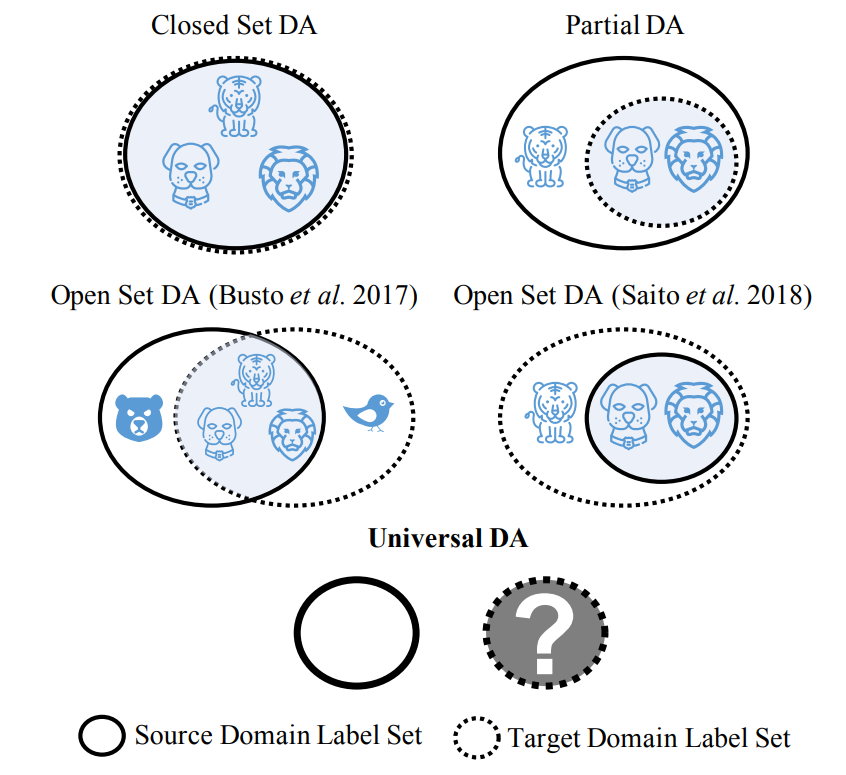 Closed Set DA
Partial DA
Open Set DA (Busto et al. 2017)
Open Set DA (Saito et al. 2018)
Universal DA
?
Source Domain Label Set
Target Domain Label Set